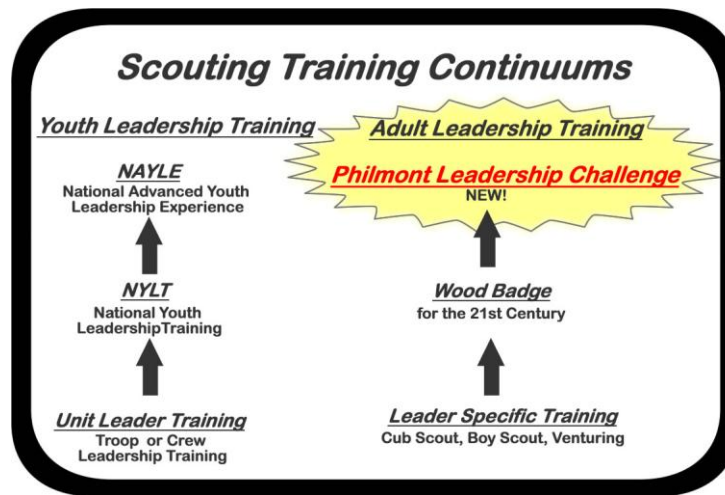 Scouting Training Continuums
Youth Leadership Training
NAYLE
National Advanced Youth
Leadership Experience
NYLT
National Youth
LeadershipTraining
Unit Leader Training
Troop or Crew
Leadership Training
Adult Leadership Training
Philmont Leadership Challenge
NEW!
Wood Badge
for the 21st Century
Leader Specific Training
Cub Scout, Boy Scout, Venturing